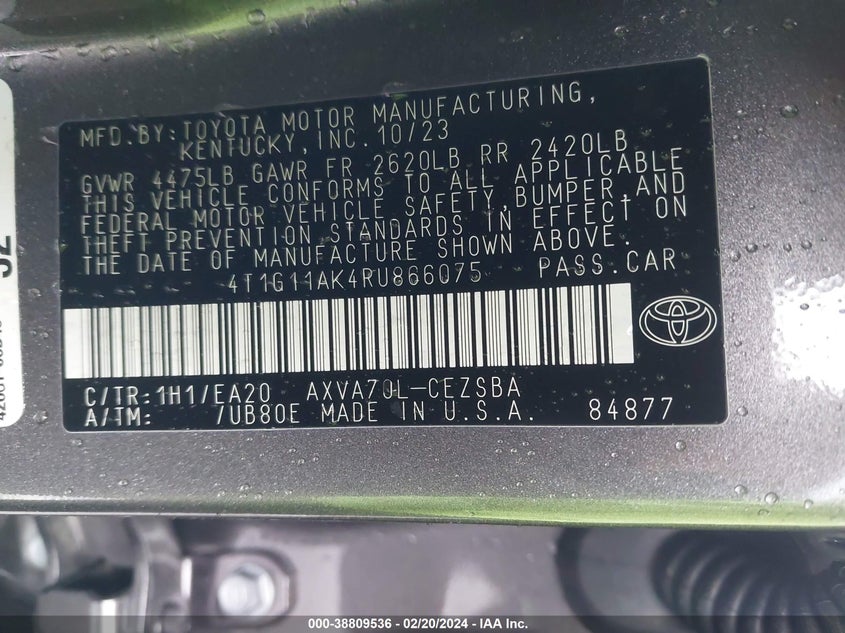 MFD.BY:TOYOTA MOTOR MANUFACTURING,
KENTUCKY,INC.10/23
GVWR 4475LB GAWR FR 2620LB RR 2420LB
THIS VEHICLE CONFORMS TO ALL APPLICABLE
FEDERAL MOTOR VEHICLE SAFETY,BUMPER,AND
THEFT PREVENTION STANDARDS IN EFFECT ON
THE DATE OF MANUFACTURE SHOWN ABOVE.
4T1G11AK4RU866075 PASS.CAR
C/TR:1H1/EA20 AXVA70L-CEZSBA
A/TM: /UB80E MADE IN U.S.A. 84877
000-38809536 - 02/20/2024 - IAA Inc.